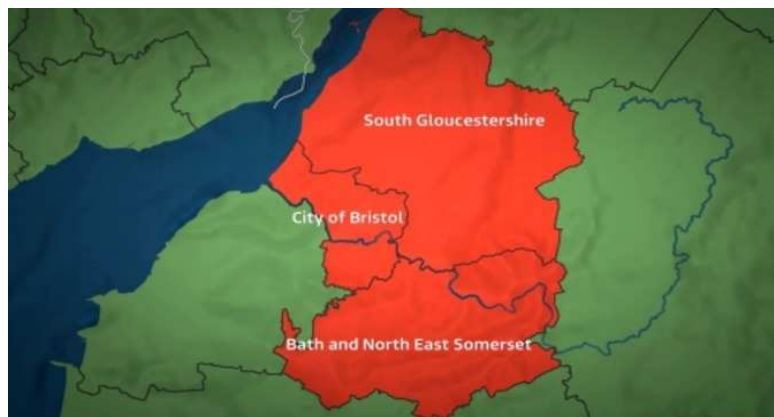 South Gloucestershire
City of Bristol
Bath and North East Somerset